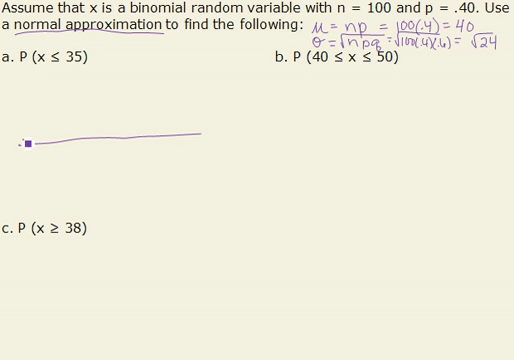 Assume that x is a binomial random variable with n = 100 and p = .40. Use
a normal approximation to find the following: μ = np = 100(.4) = 40
σ = √npq = √100(.4)(.6) = √24
a. P (x ≤ 35)
b. P (40 ≤ x ≤ 50)
c. P (x ≥ 38)